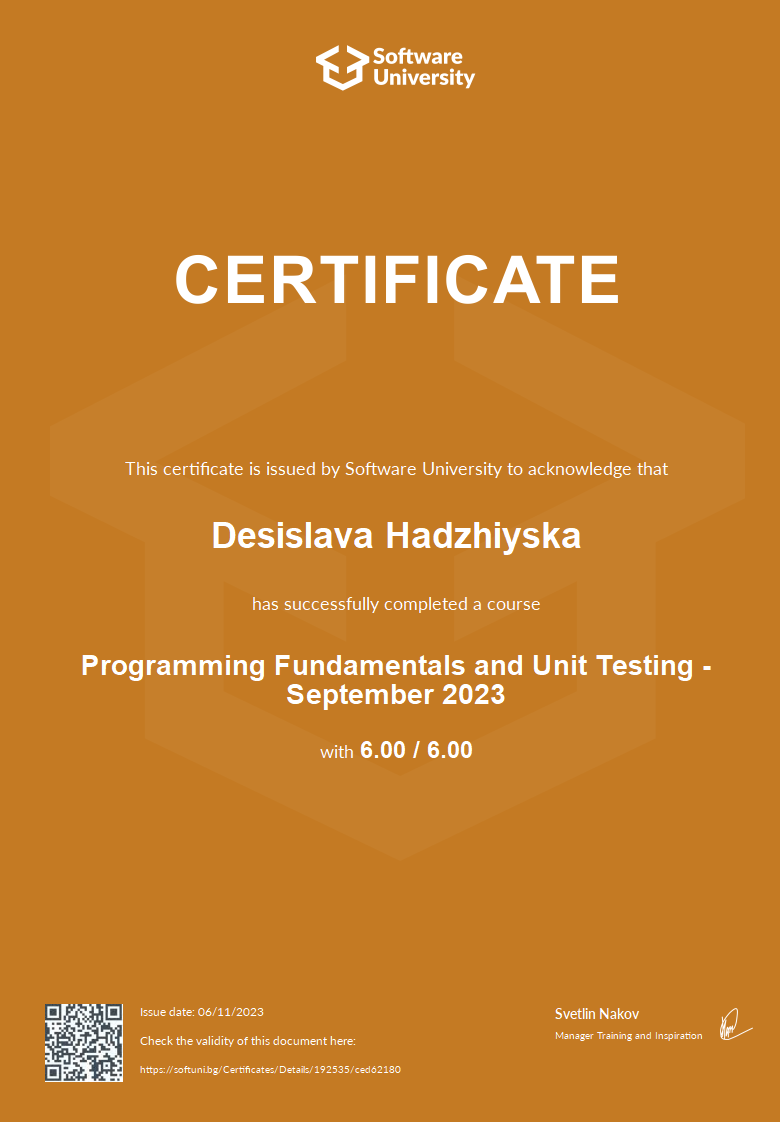 Software
University
CERTIFICATE
This certificate is issued by Software University to acknowledge that
Desislava Hadzhiyska
has successfully completed a course
Programming Fundamentals and Unit Testing -
September 2023
with 6.00 / 6.00
Issue date: 06/11/2023
Check the validity of this document here:
https://softuni.bg/Certificates/Details/192535/ced62180
Svetlin Nakov
Manager Training and Inspiration